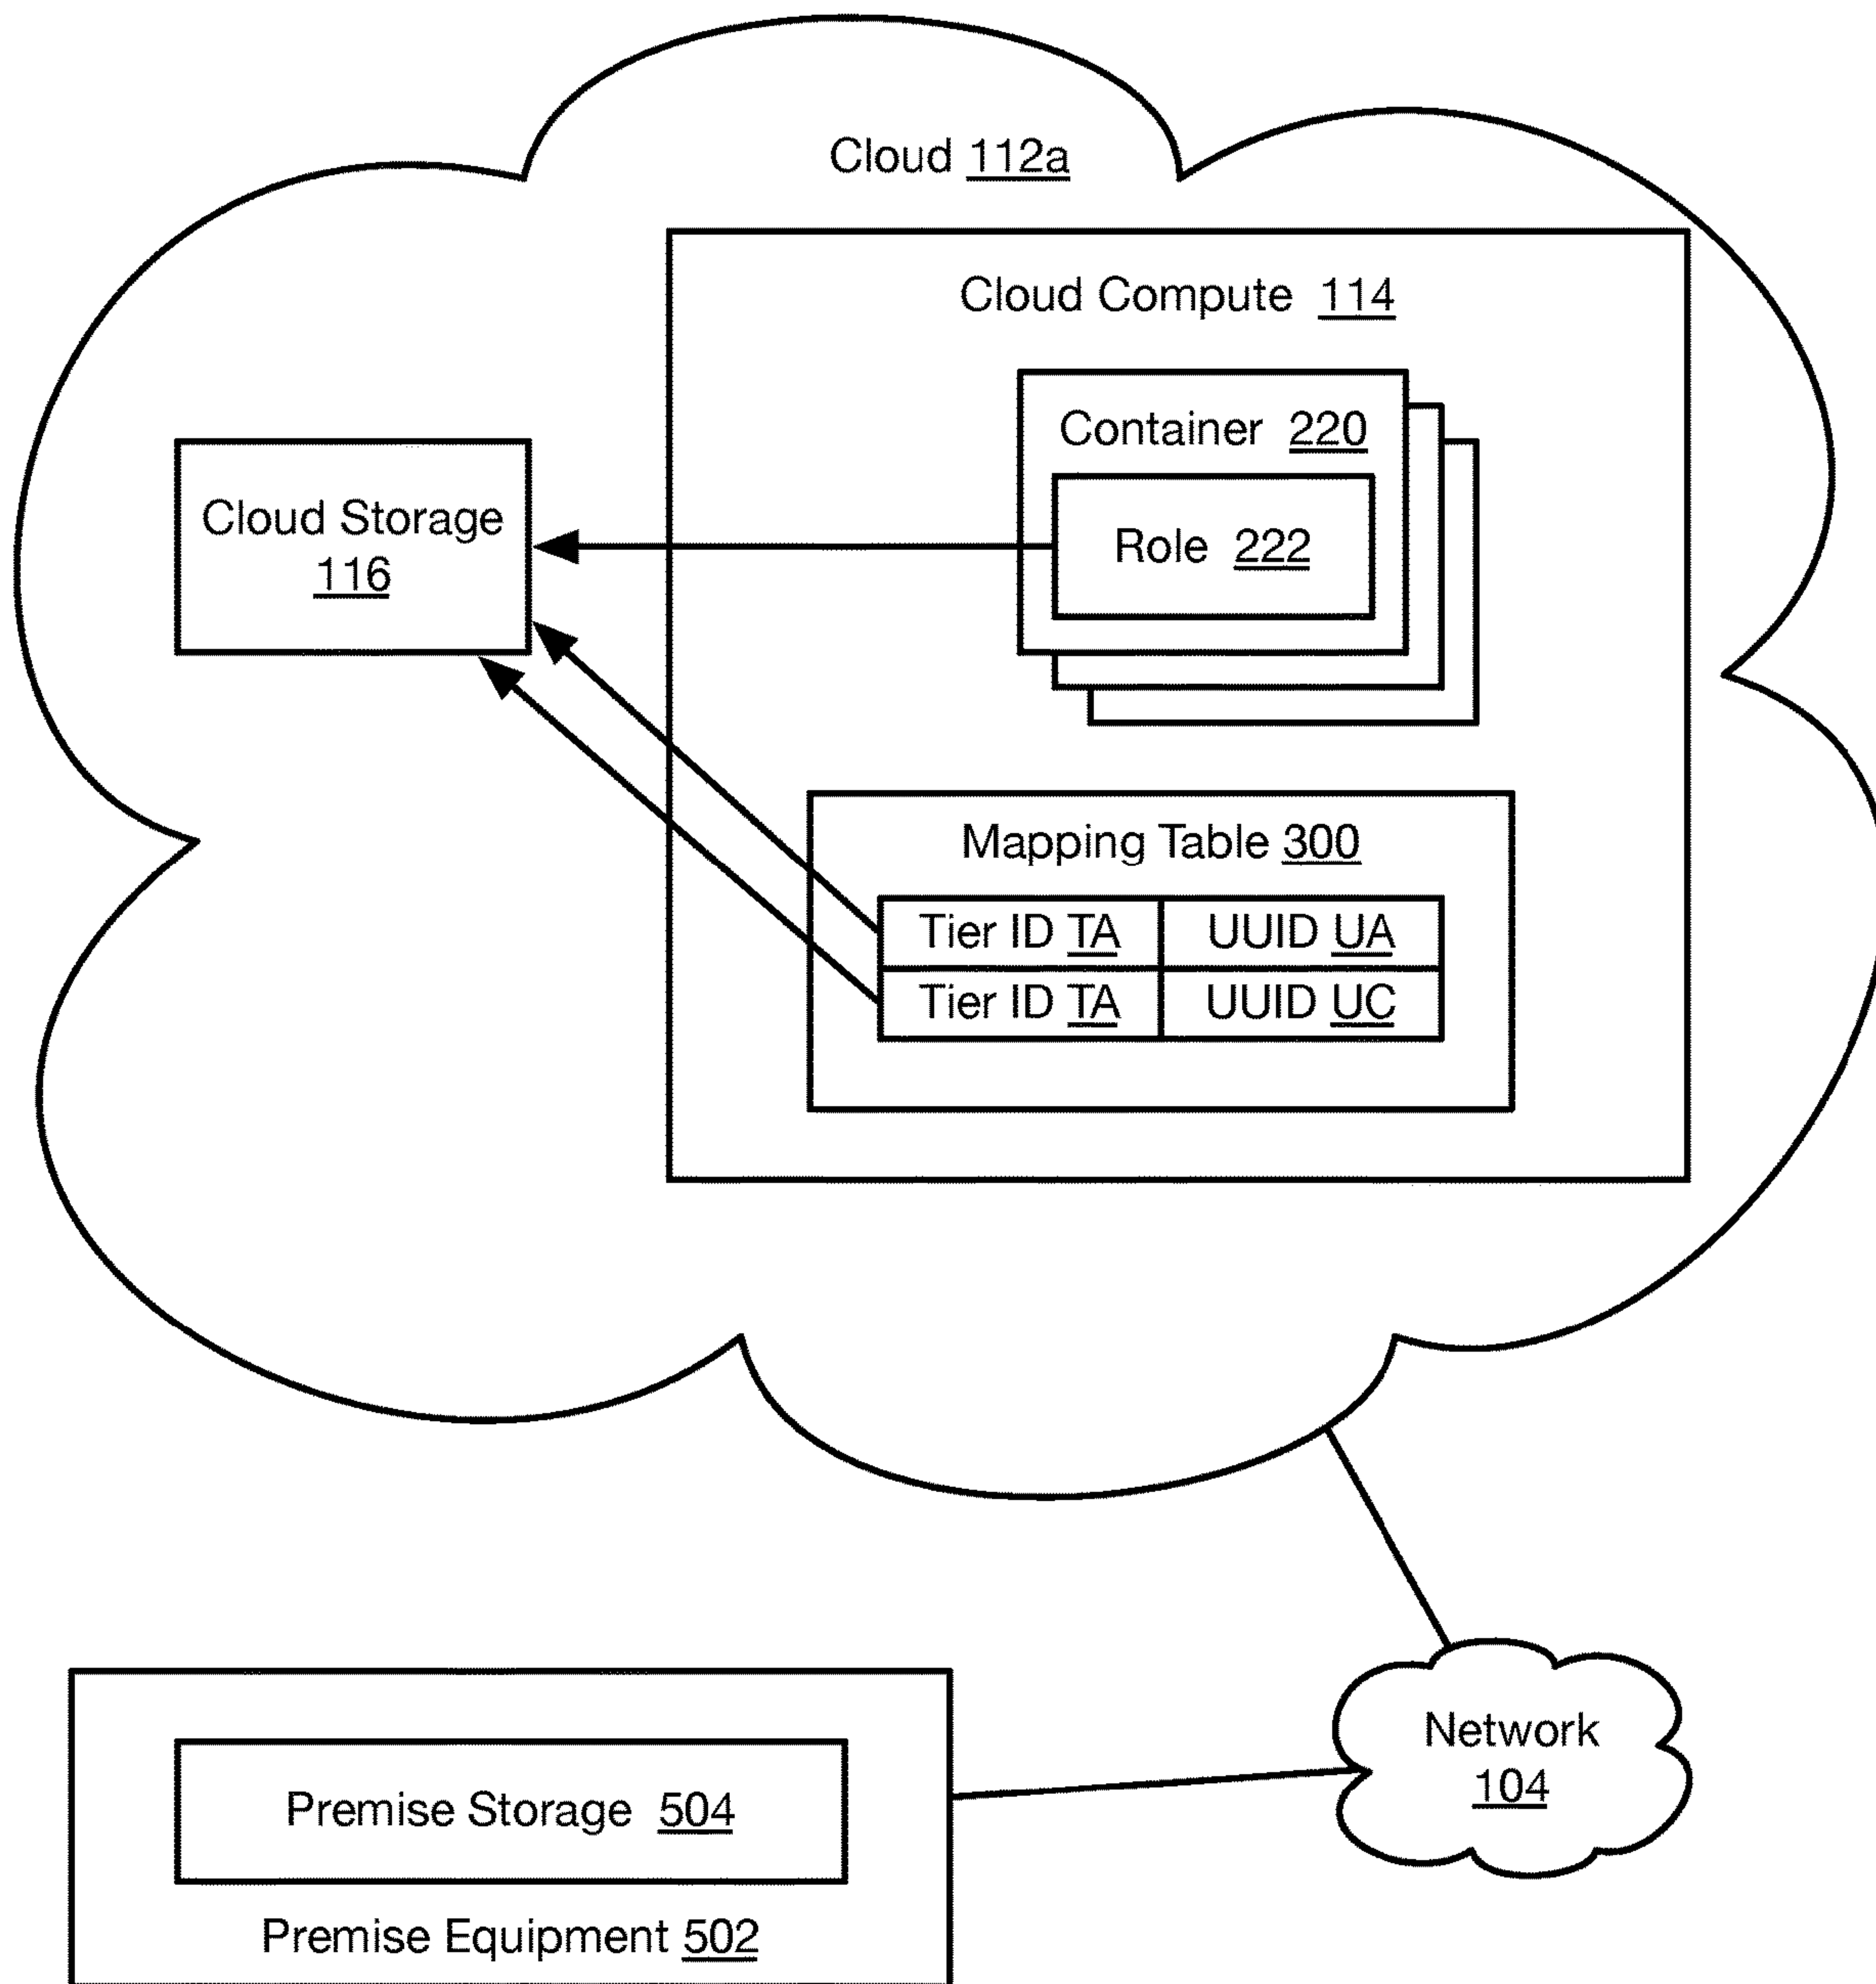 Cloud 112a
Cloud Compute 114
Container 220
Cloud Storage
116
Role 222
Mapping Table 300
Tier ID TA UUID UA
Tier ID TA UUID UC
Network
104
Premise Storage 504
Premise Equipment 502